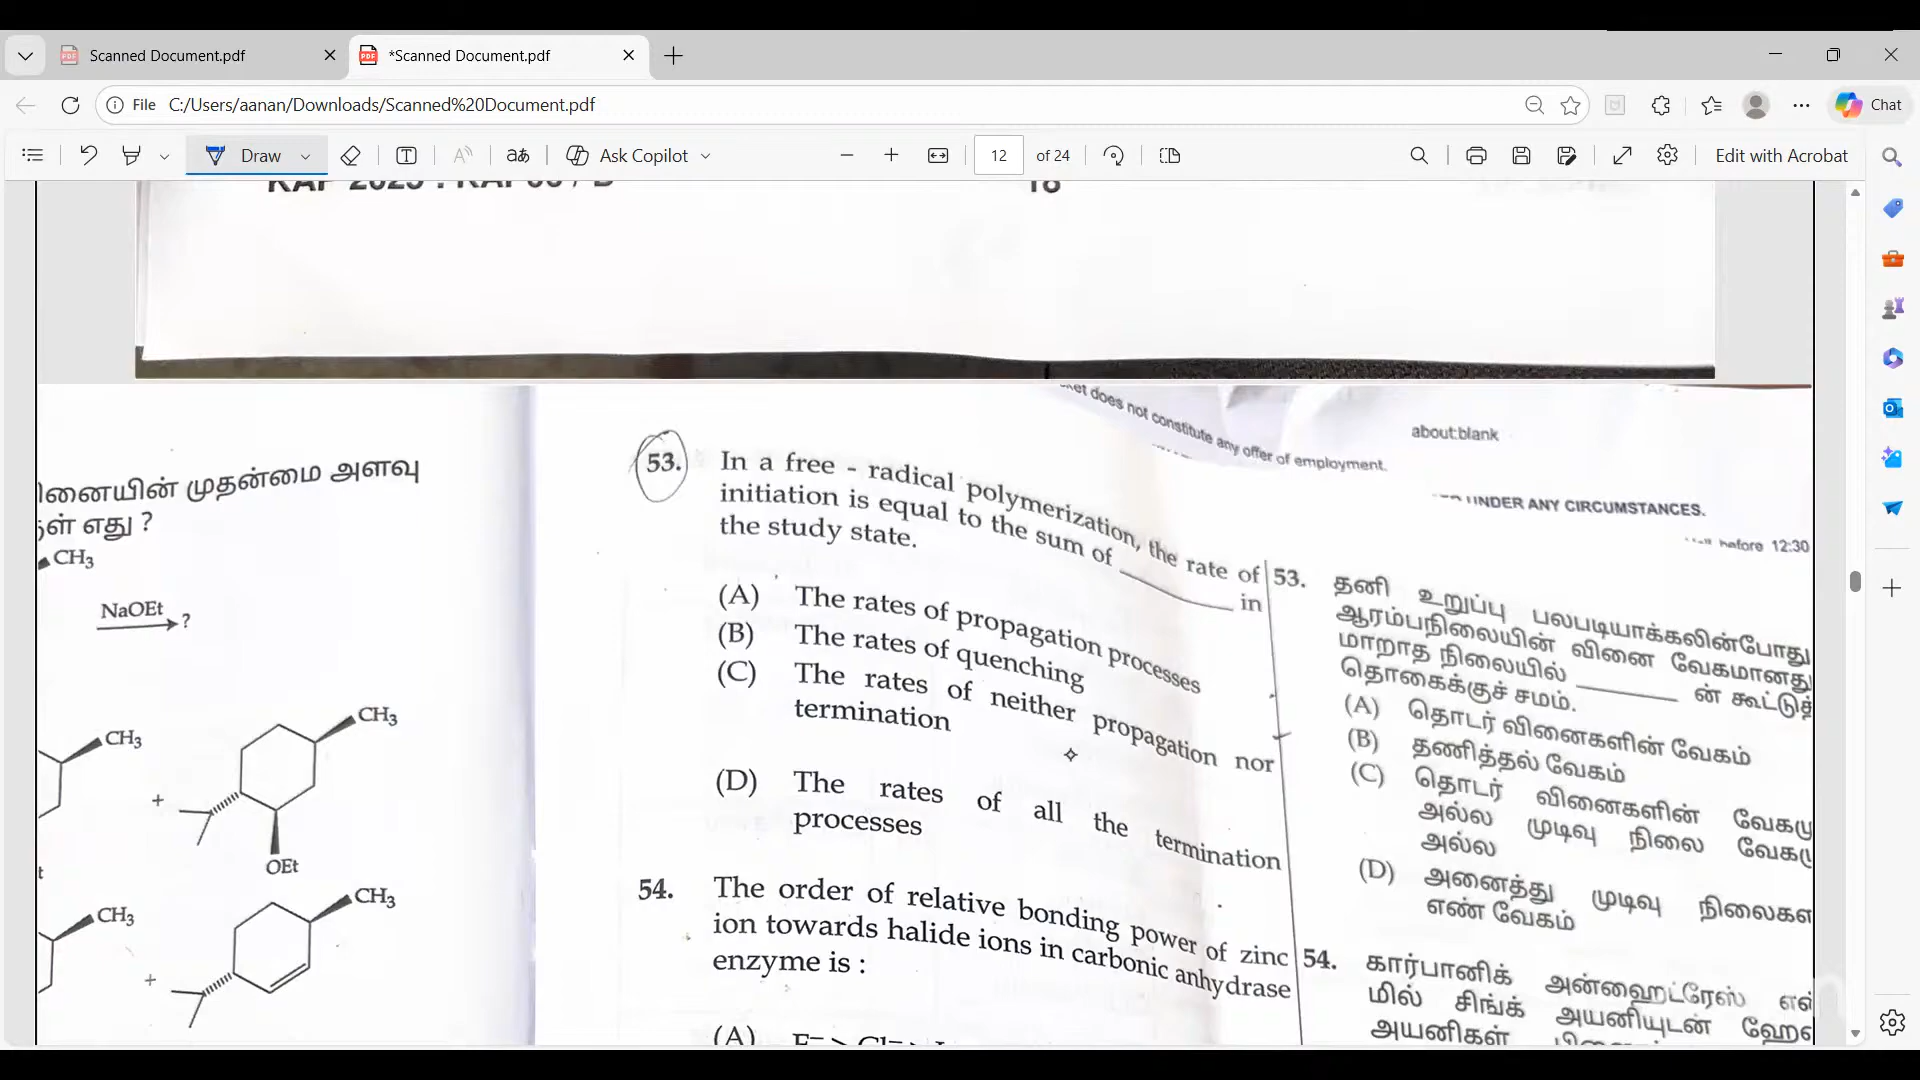 Scanned Document.pdf
*Scanned Document.pdf
File C:/Users/aanan/Downloads/Scanned%20Document.pdf
Chat
Draw
Ask Copilot
12 of 24
Edit with Acrobat
18
does not constitute any offer of employment.
about:blank
UNDER ANY CIRCUMSTANCES.
before 12:30
முதன்மை அளவு
எது ?
CH3
NaOEt
?
CH3
CH3
+
OEt
CH3
CH3
+
53. In a free - radical polymerization, the rate of
initiation is equal to the sum of ________ in
the study state.
(A) The rates of propagation processes
(B) The rates of quenching
(C) The rates of neither propagation nor
termination
(D) The rates of all the termination
processes
54. The order of relative bonding power of zinc
ion towards halide ions in carbonic anhydrase
enzyme is :
(A)
53. தனி உறுப்பு பலபடியாக்கலின்போது
ஆரம்பநிலையின் வினை வேகமானது
மாறாத நிலையில் ________ ன்
தொகைக்குச் சமம்.
(A) தொடர் வினைகளின் வேகம்
(B) தணித்தல் வேகம்
(C) தொடர் வினைகளின்
அல்ல முடிவு நிலை
அல்ல
(D) அனைத்து முடிவு
எண் வேகம்
54. கார்பானிக் அன்ஹைட்ரேஸ்
மில் சிங்க் அயனியுடன்
அயனிகள்